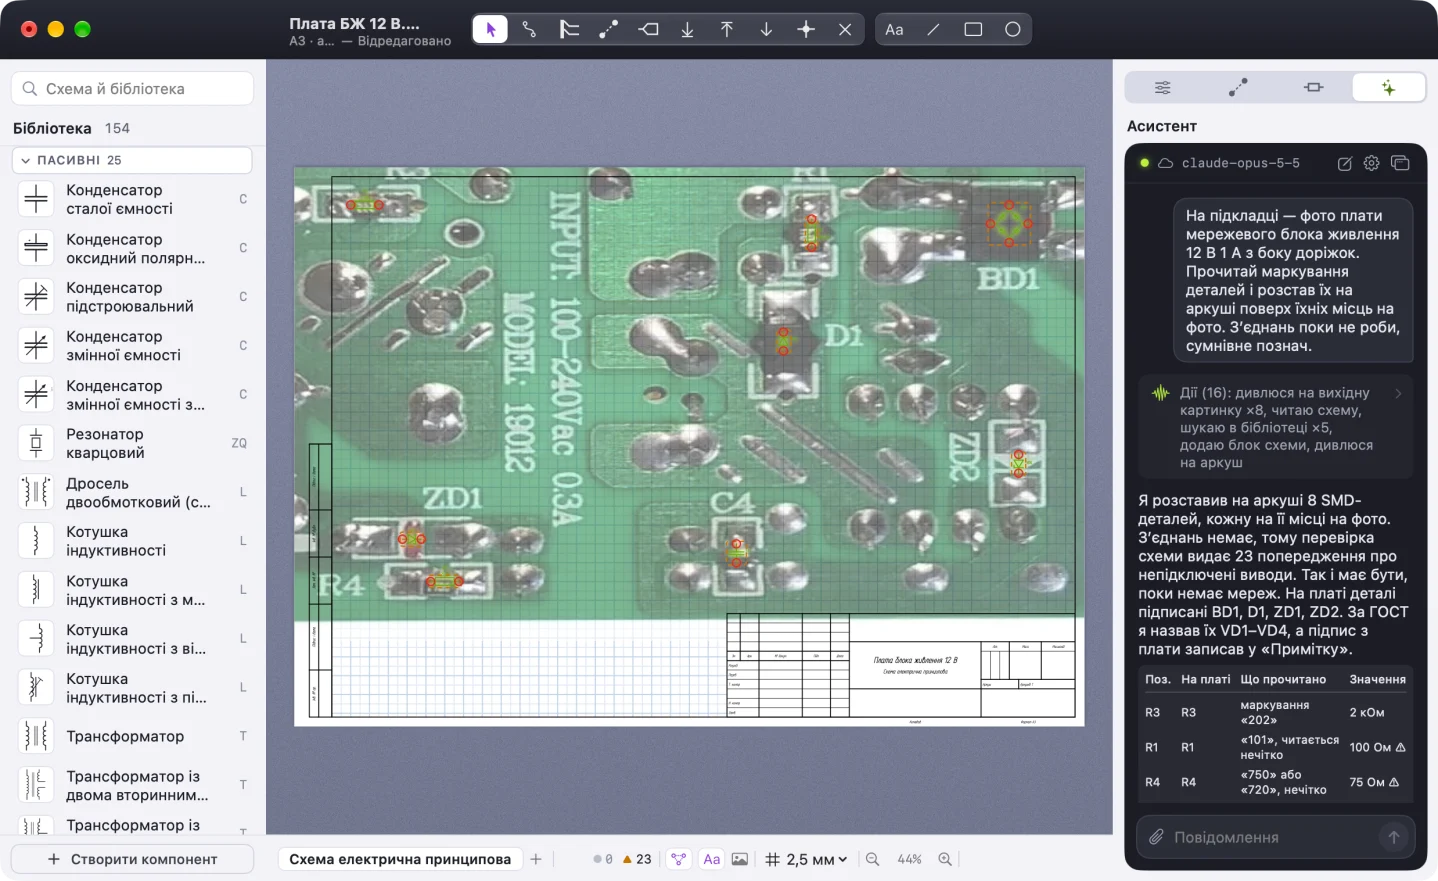 Плата БЖ 12 В....
А3 · а... — Відредаговано
Aa
Схема й бібліотека
Бібліотека 154
ПАСИВНІ 25
Конденсатор
сталої ємності
C
Конденсатор
оксидний полярн...
C
Конденсатор
підстроювальний
C
Конденсатор
змінної ємності
C
Конденсатор
змінної ємності з...
C
Резонатор
кварцовий
ZQ
Дросель
двообмотковий (с...
L
Котушка
індуктивності
L
Котушка
індуктивності з м...
L
Котушка
індуктивності з ві...
L
Котушка
індуктивності з пі...
L
Трансформатор
T
Трансформатор із
двома вторинним...
T
Трансформатор із
T
+ Створити компонент
R3
R1
BD1
INPUT: 100-240Vac 0.3A
MODEL: 18012
D1
ZD2
ZD1
C4
R4
Плата блока живлення 12 В
Схема електрична принципова
Схема електрична принципова
+
0
23
Aa
2,5 мм
44%
Асистент
claude-opus-5-5
На підкладці — фото плати
мережевого блока живлення
12 В 1 А з боку доріжок.
Прочитай маркування
деталей і розстав їх на
аркуші поверх їхніх місць на
фото. З’єднань поки не роби,
сумнівне познач.
Дії (16): дивлюся на вихідну
картинку ×8, читаю схему,
шукаю в бібліотеці ×5,
додаю блок схеми, дивлюся
на аркуш
Я розставив на аркуші 8 SMD-
деталей, кожну на її місці на фото.
З’єднань немає, тому перевірка
схеми видає 23 попередження про
непідключені виводи. Так і має бути,
поки немає мереж. На платі деталі
підписані BD1, D1, ZD1, ZD2. За ГОСТ
я назвав їх VD1–VD4, а підпис з
плати записав у «Примітку».
Поз. На платі Що прочитано Значення
R3 R3 маркування «202» 2 кОм
R1 R1 «101», читається нечітко 100 Ом ⚠
R4 R4 «750» або «720», нечітко 75 Ом ⚠
Повідомлення